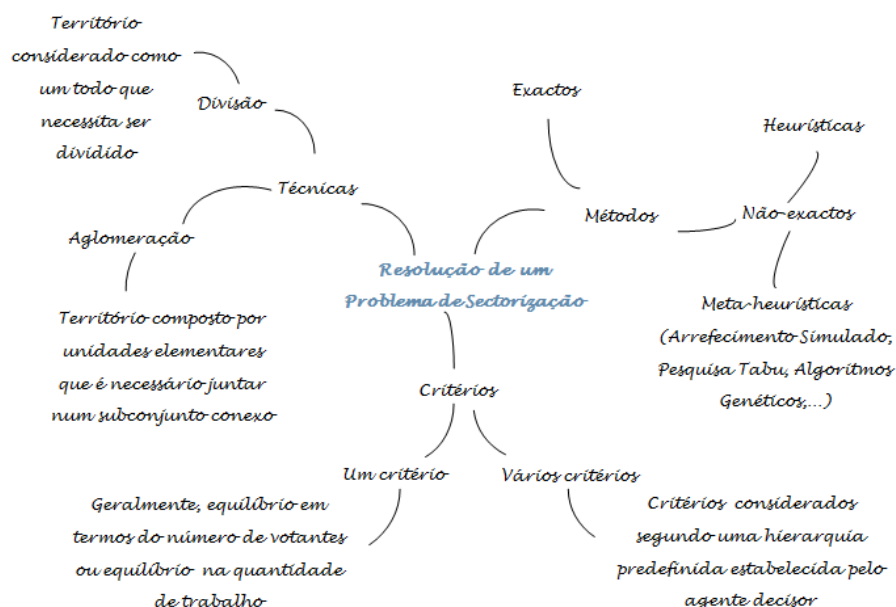 Território
considerado como
um todo que
necessita ser
dividido
Divisão
Técnicas
Aglomeração
Território composto por
unidades elementares
que é necessário juntar
num subconjunto conexo
Exactos
Heurísticas
Métodos
Não-exactos
Meta-heurísticas
(Arrefecimento Simulado,
Pesquisa Tabu, Algoritmos
Genéticos,...)
Resolução de um
Problema de Sectorização
Critérios
Um critério
Vários critérios
Geralmente, equilíbrio em
termos do número de votantes
ou equilíbrio na quantidade
de trabalho
Critérios considerados
segundo uma hierarquia
predefinida estabelecida pelo
agente decisor